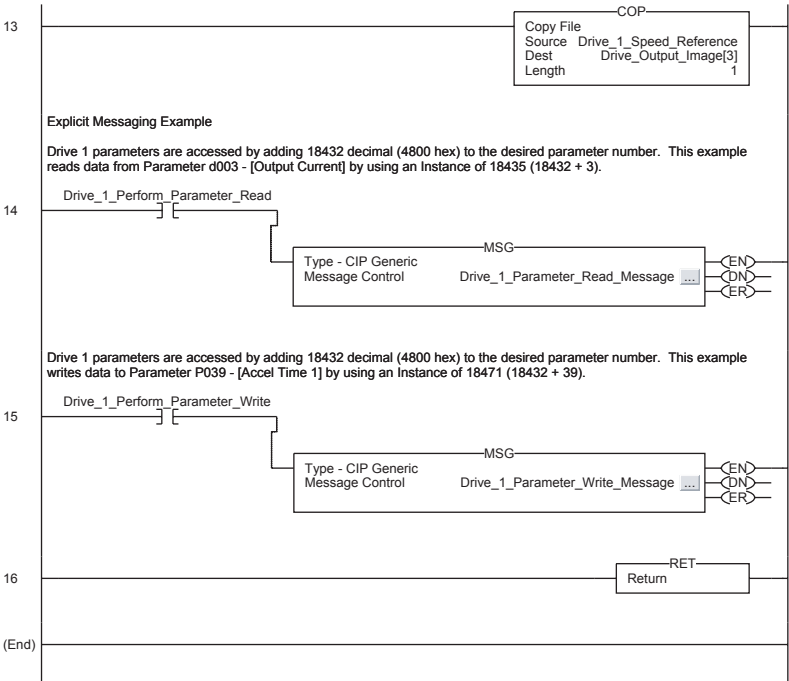 13
COP
Copy File
Source Drive_1_Speed_Reference
Dest Drive_Output_Image[3]
Length 1
Explicit Messaging Example
Drive 1 parameters are accessed by adding 18432 decimal (4800 hex) to the desired parameter number. This example
reads data from Parameter d003 - [Output Current] by using an Instance of 18435 (18432 + 3).
Drive_1_Perform_Parameter_Read
14
MSG
Type - CIP Generic
Message Control Drive_1_Parameter_Read_Message ...
EN
DN
ER
Drive 1 parameters are accessed by adding 18432 decimal (4800 hex) to the desired parameter number. This example
writes data to Parameter P039 - [Accel Time 1] by using an Instance of 18471 (18432 + 39).
Drive_1_Perform_Parameter_Write
15
MSG
Type - CIP Generic
Message Control Drive_1_Parameter_Write_Message ...
EN
DN
ER
16
RET
Return
(End)